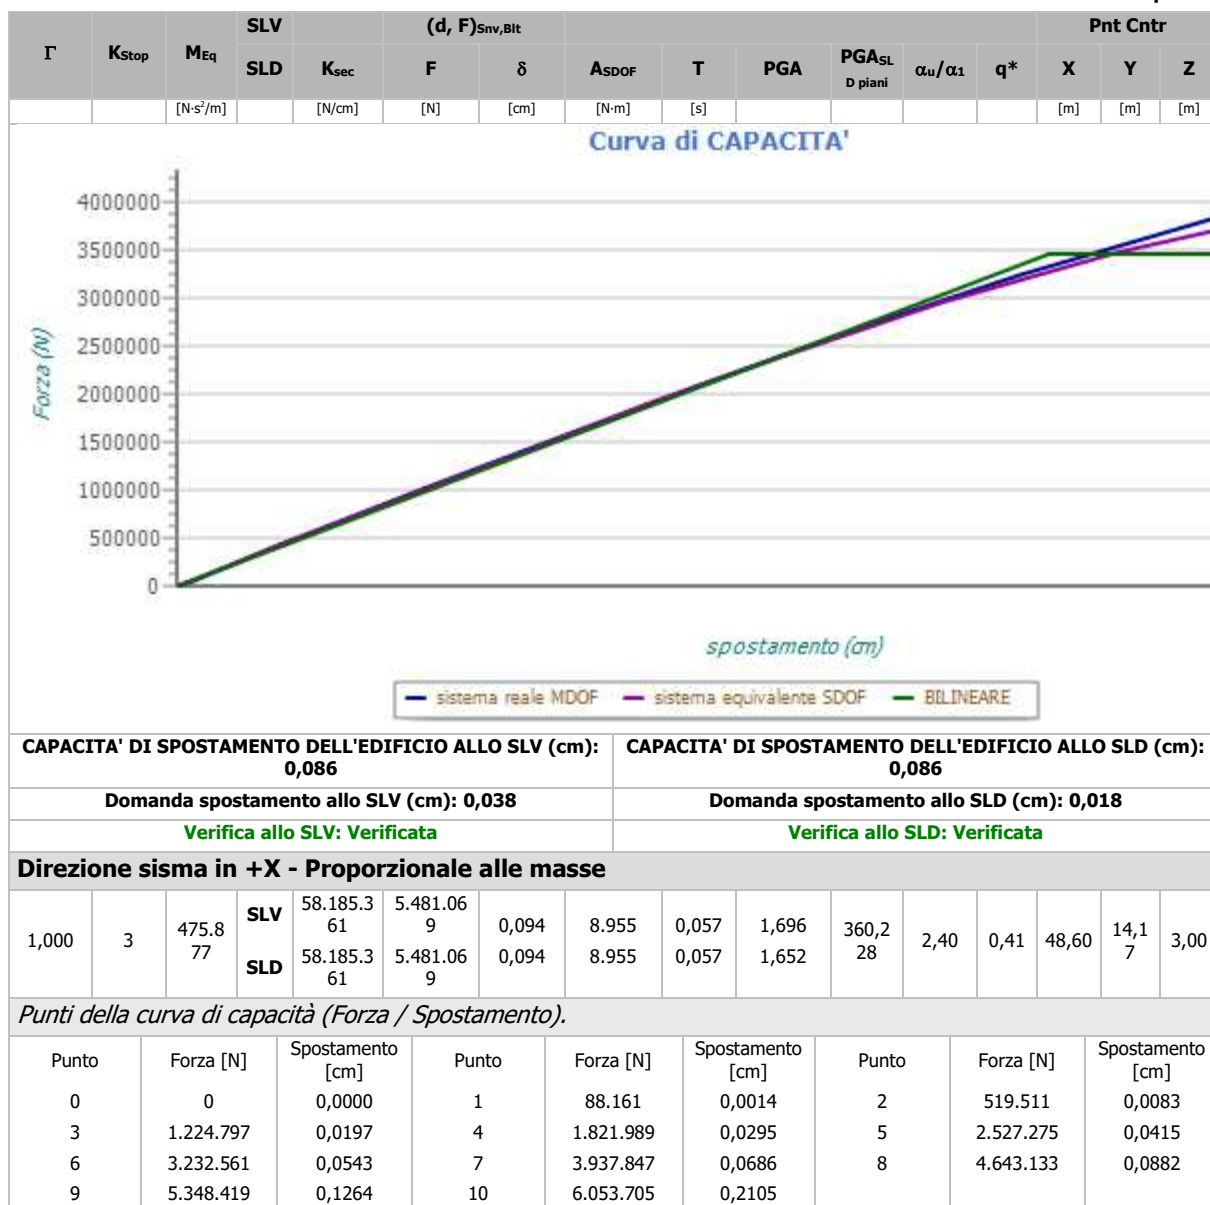 SLV (d, F)Snv,Blt Pnt Cntr
Γ KStop MEq SLD Ksec F δ ASDOF T PGA PGASL D piani αu/α1 q* X Y Z
[N·s²/m] [N/cm] [N] [cm] [N·m] [s] [m] [m] [m]
Curva di CAPACITA'
4000000
3500000
3000000
2500000
2000000
1500000
1000000
500000
0
Forza (N)
spostamento (cm)
sistema reale MDOF sistema equivalente SDOF BILINEARE
CAPACITA' DI SPOSTAMENTO DELL'EDIFICIO ALLO SLV (cm): 0,086
CAPACITA' DI SPOSTAMENTO DELL'EDIFICIO ALLO SLD (cm): 0,086
Domanda spostamento allo SLV (cm): 0,038
Domanda spostamento allo SLD (cm): 0,018
Verifica allo SLV: Verificata
Verifica allo SLD: Verificata
Direzione sisma in +X - Proporzionale alle masse
1,000 3 475.877 SLV 58.185.361 5.481.069 0,094 8.955 0,057 1,696 360,228 2,40 0,41 48,60 14,17 3,00
SLD 58.185.361 5.481.069 0,094 8.955 0,057 1,652
Punti della curva di capacità (Forza / Spostamento).
Punto Forza [N] Spostamento [cm] Punto Forza [N] Spostamento [cm] Punto Forza [N] Spostamento [cm]
0 0 0,0000 1 88.161 0,0014 2 519.511 0,0083
3 1.224.797 0,0197 4 1.821.989 0,0295 5 2.527.275 0,0415
6 3.232.561 0,0543 7 3.937.847 0,0686 8 4.643.133 0,0882
9 5.348.419 0,1264 10 6.053.705 0,2105